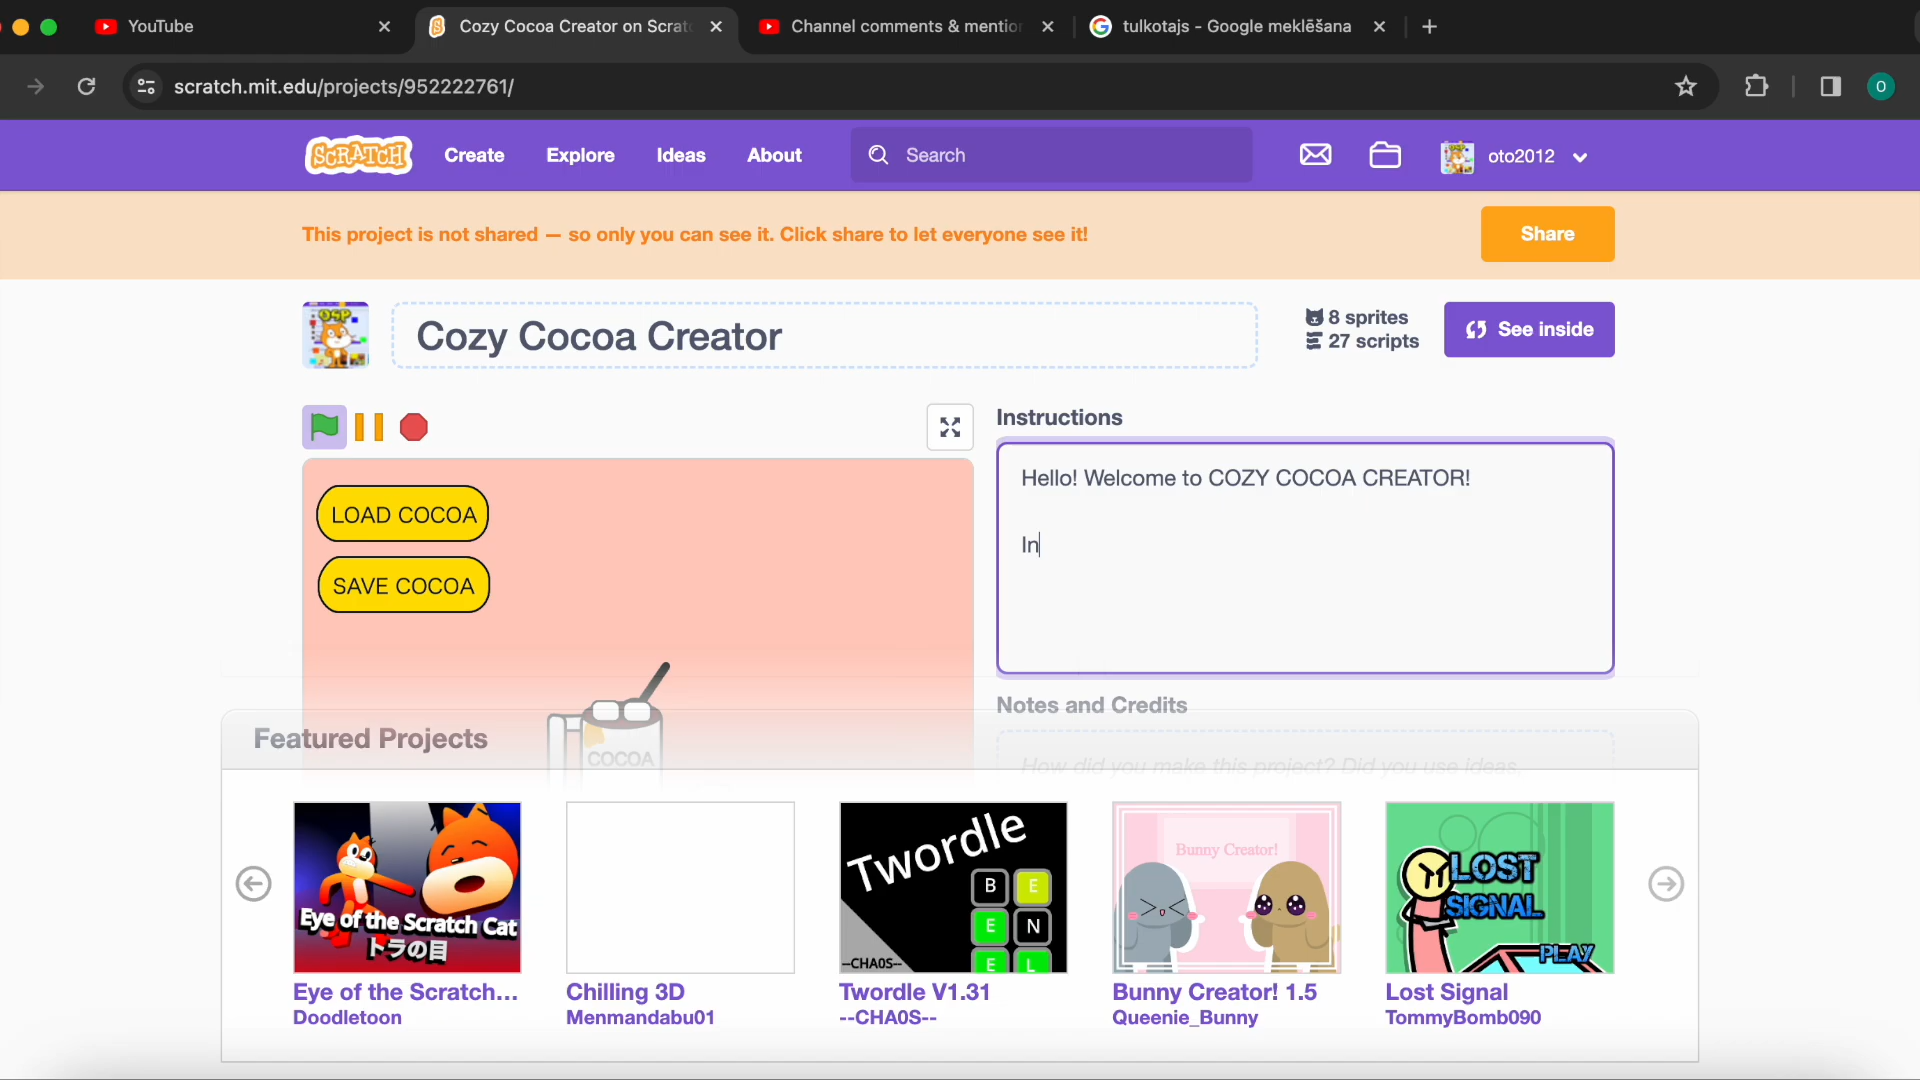 YouTube
Cozy Cocoa Creator on Scrat
Channel comments & mention
tulkotajs - Google meklēšana
scratch.mit.edu/projects/952222761/
O
SCRATCH
Create
Explore
Ideas
About
Search
oto2012
This project is not shared — so only you can see it. Click share to let everyone see it!
Share
OSP
Cozy Cocoa Creator
8 sprites
27 scripts
See inside
Instructions
LOAD COCOA
SAVE COCOA
COCOA
Hello! Welcome to COZY COCOA CREATOR!
In
Notes and Credits
How did you make this project? Did you use ideas
Featured Projects
Eye of the Scratch Cat
トラの目
Twordle
B E
E N
E L
--CHA0S--
Bunny Creator!
LOST
SIGNAL
PLAY
Eye of the Scratch...
Doodletoon
Chilling 3D
Menmandabu01
Twordle V1.31
--CHA0S--
Bunny Creator! 1.5
Queenie_Bunny
Lost Signal
TommyBomb090